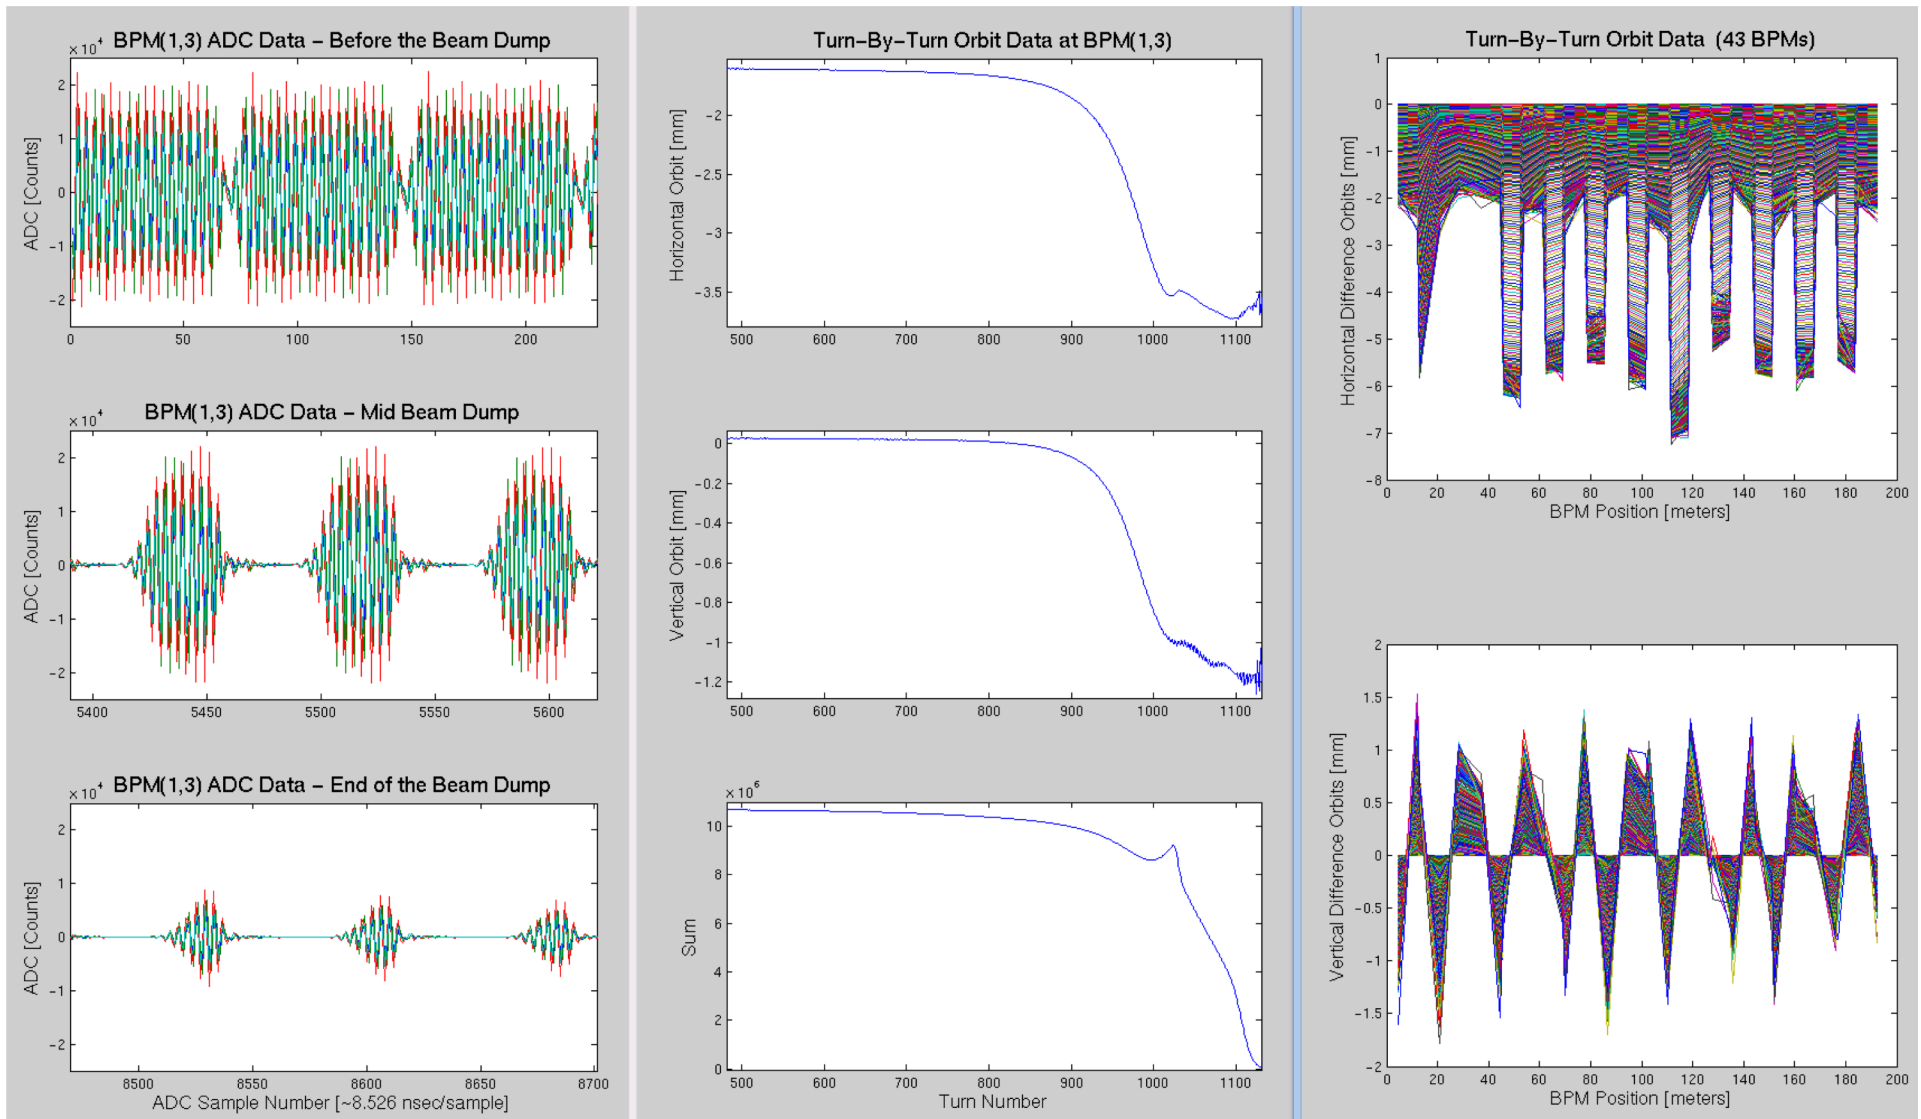 BPM(1,3) ADC Data – Before the Beam Dump
× 10⁴
2
1
0
-1
-2
ADC [Counts]
0 50 100 150 200
BPM(1,3) ADC Data – Mid Beam Dump
× 10⁴
2
1
0
-1
-2
ADC [Counts]
5400 5450 5500 5550 5600
BPM(1,3) ADC Data – End of the Beam Dump
× 10⁴
2
1
0
-1
-2
ADC [Counts]
8500 8550 8600 8650 8700
ADC Sample Number [~8.526 nsec/sample]
Turn–By–Turn Orbit Data at BPM(1,3)
-2
-2.5
-3
-3.5
Horizontal Orbit [mm]
500 600 700 800 900 1000 1100
0
-0.2
-0.4
-0.6
-0.8
-1
-1.2
Vertical Orbit [mm]
500 600 700 800 900 1000 1100
× 10⁶
10
8
6
4
2
0
Sum
500 600 700 800 900 1000 1100
Turn Number
Turn–By–Turn Orbit Data (43 BPMs)
1
0
-1
-2
-3
-4
-5
-6
-7
-8
Horizontal Difference Orbits [mm]
0 20 40 60 80 100 120 140 160 180 200
BPM Position [meters]
2
1.5
1
0.5
0
-0.5
-1
-1.5
-2
Vertical Difference Orbits [mm]
0 20 40 60 80 100 120 140 160 180 200
BPM Position [meters]